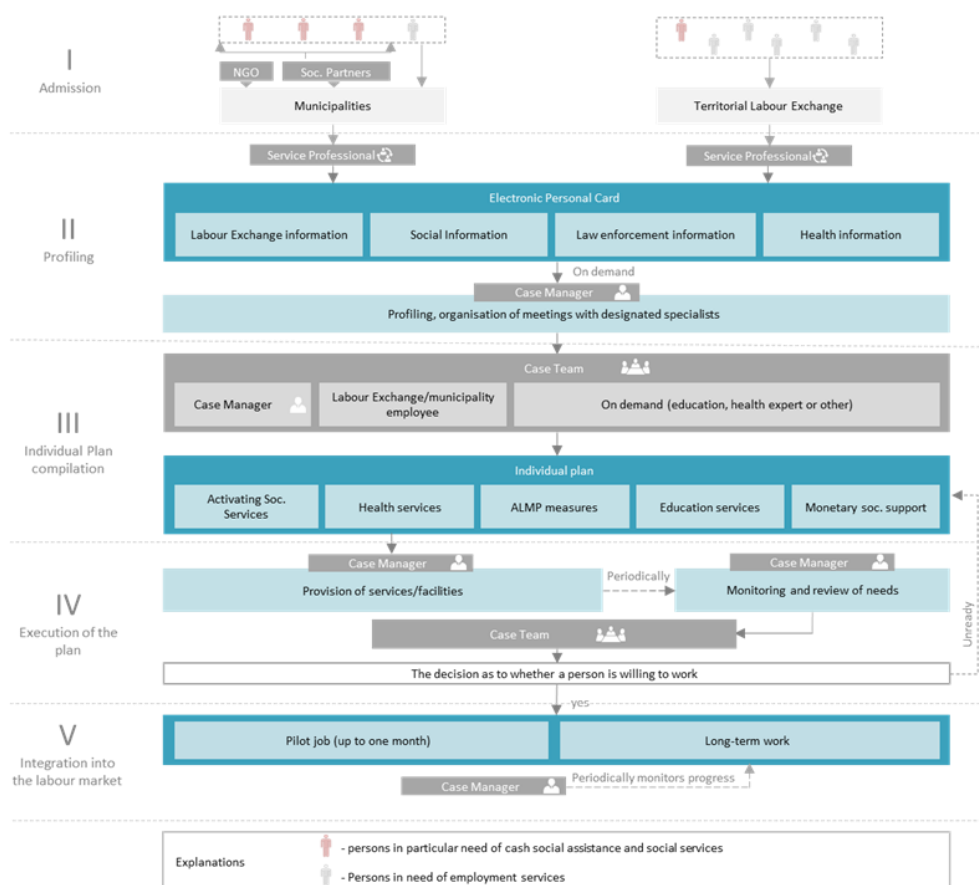 I
Admission
NGO
Soc. Partners
Municipalities
Territorial Labour Exchange
Service Professional
Service Professional
II
Profiling
Electronic Personal Card
Labour Exchange information
Social Information
Law enforcement information
Health information
On demand
Case Manager
Profiling, organisation of meetings with designated specialists
III
Individual Plan
compilation
Case Team
Case Manager
Labour Exchange/municipality
employee
On demand (education, health expert or other)
Individual plan
Activating Soc.
Services
Health services
ALMP measures
Education services
Monetary soc. support
IV
Execution of the
plan
Case Manager
Provision of services/facilities
Periodically
Case Manager
Monitoring and review of needs
Case Team
Unready
The decision as to whether a person is willing to work
yes
V
Integration into
the labour market
Pilot job (up to one month)
Long-term work
Case Manager
Periodically monitors progress
Explanations
- persons in particular need of cash social assistance and social services
- Persons in need of employment services